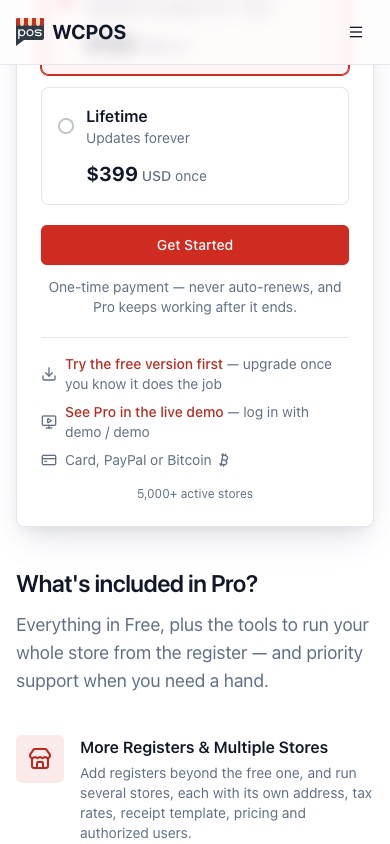 pos WCPOS
Lifetime
Updates forever
$399 USD once
Get Started
One-time payment — never auto-renews, and
Pro keeps working after it ends.
Try the free version first — upgrade once
you know it does the job
See Pro in the live demo — log in with
demo / demo
Card, PayPal or Bitcoin ₿
5,000+ active stores
What's included in Pro?
Everything in Free, plus the tools to run your
whole store from the register — and priority
support when you need a hand.
More Registers & Multiple Stores
Add registers beyond the free one, and run
several stores, each with its own address, tax
rates, receipt template, pricing and
authorized users.